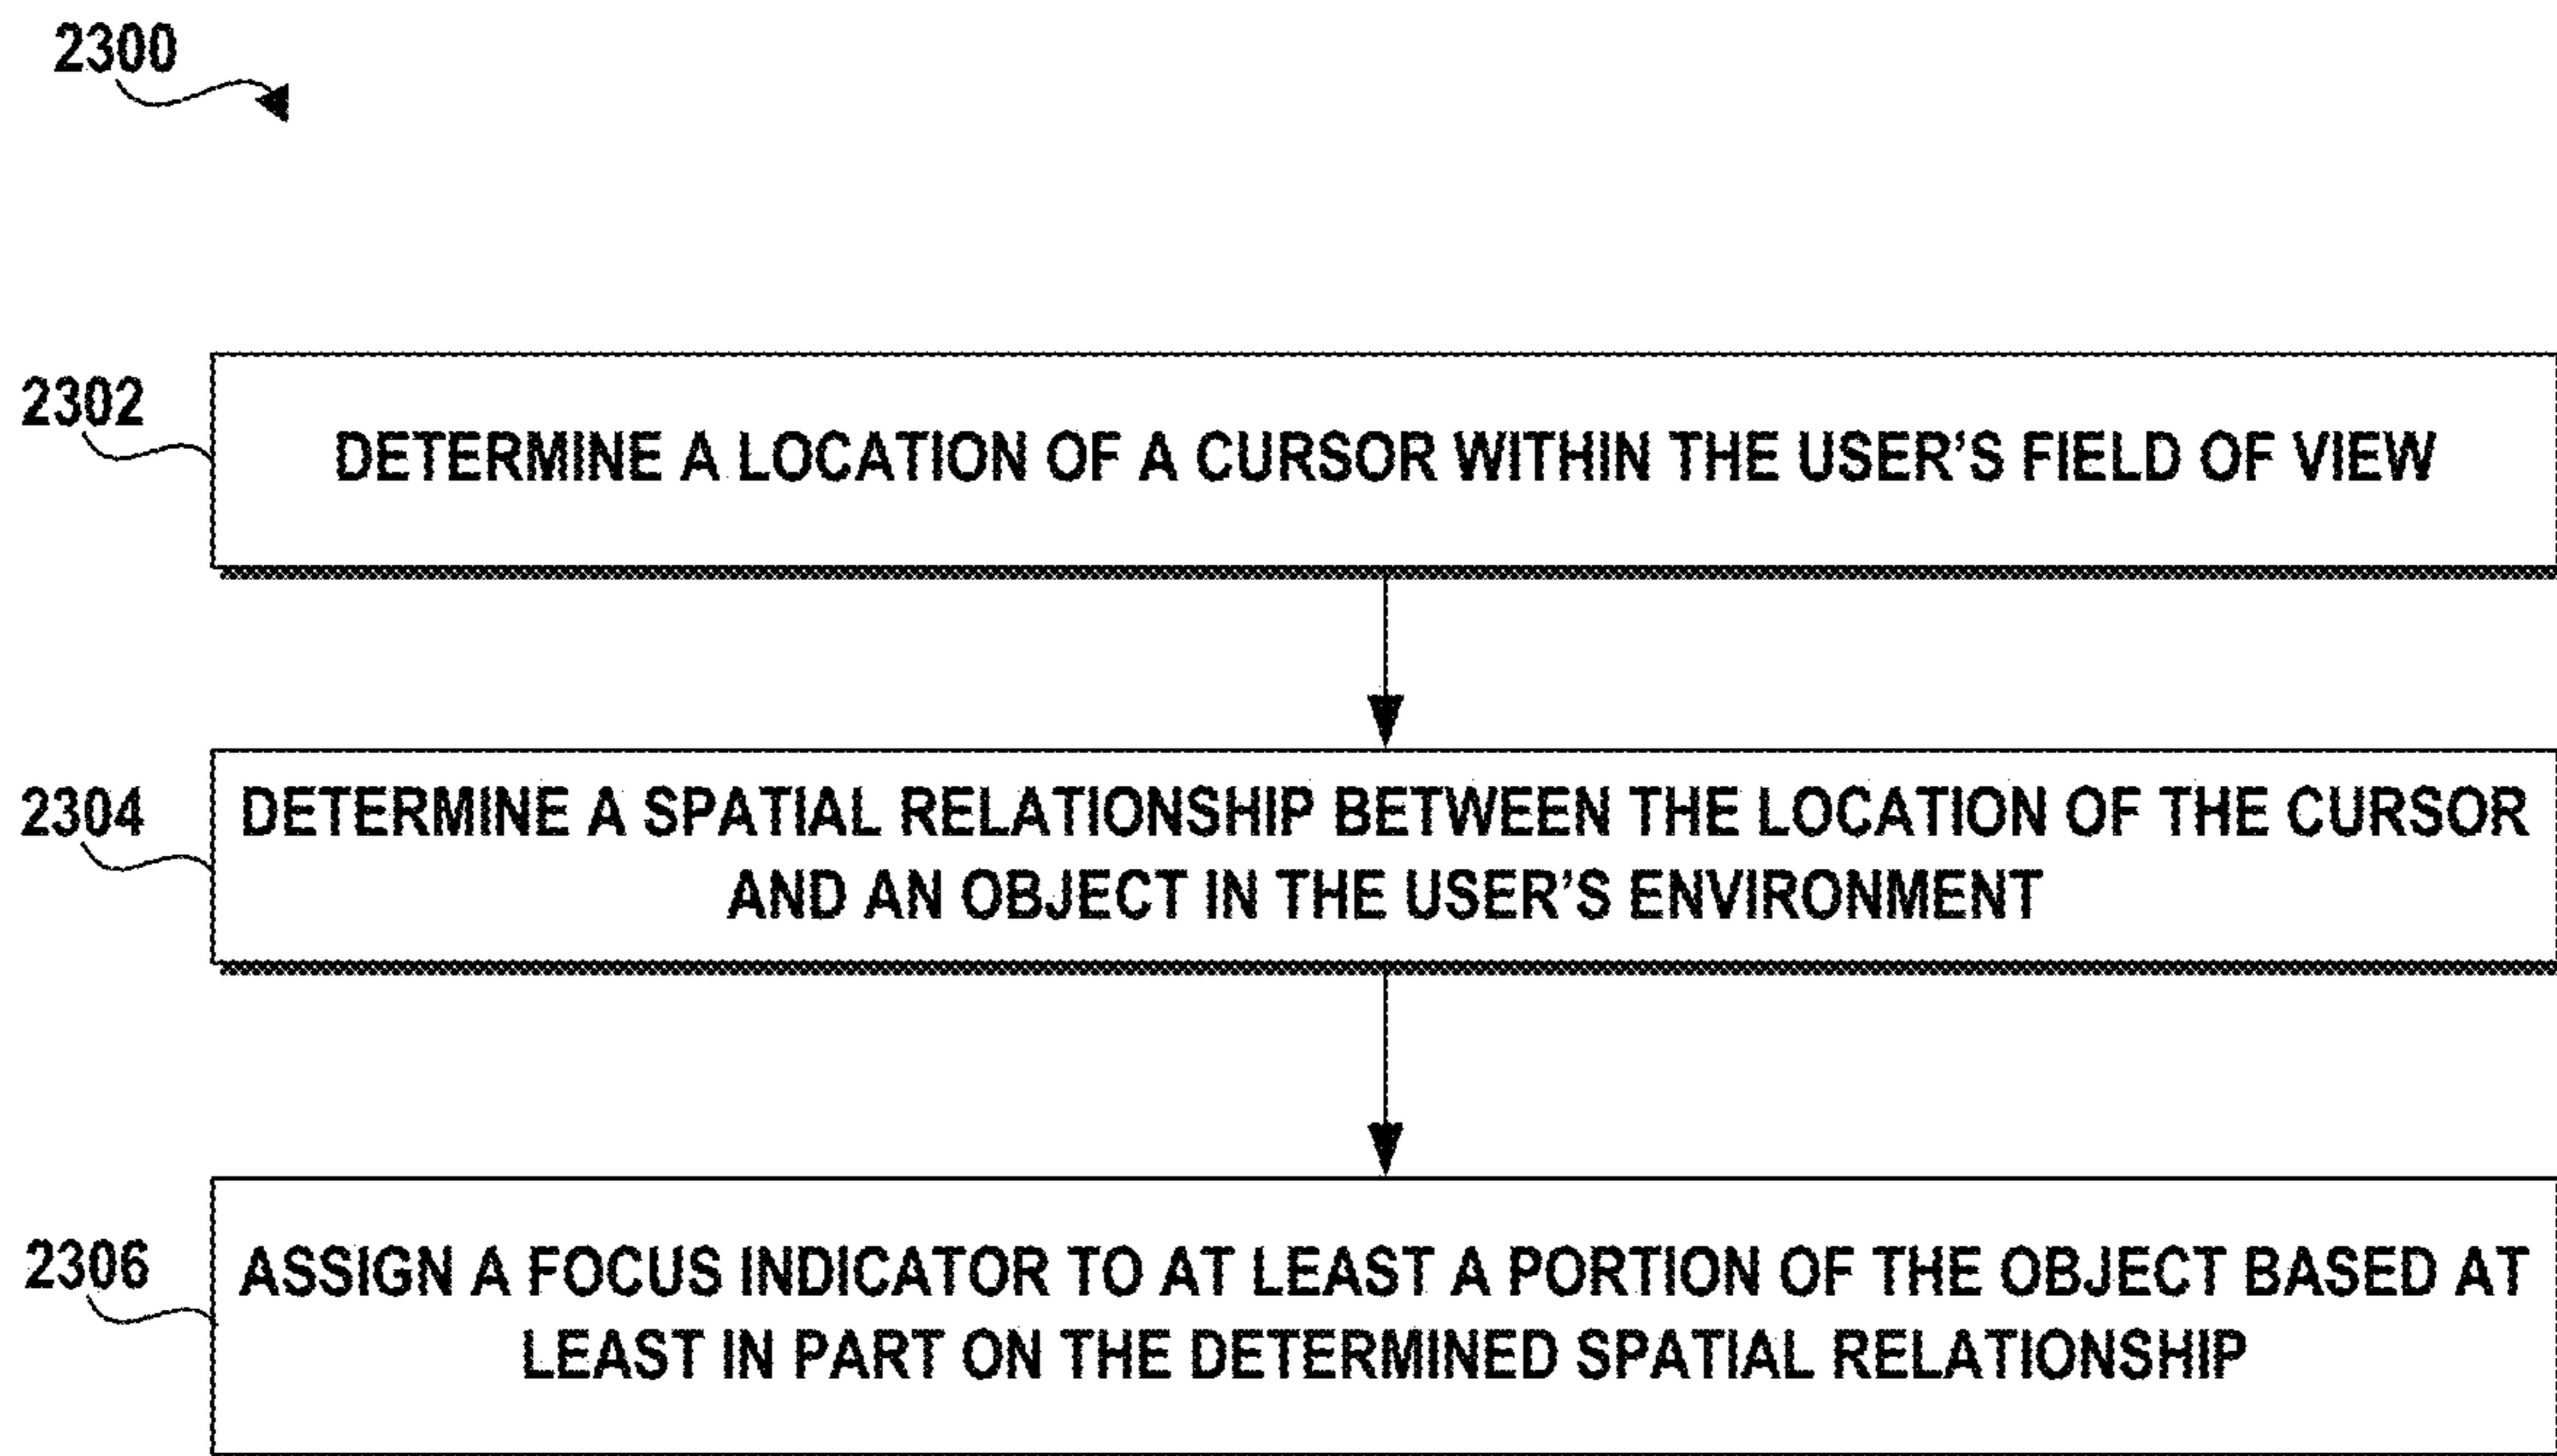 2300
2302
DETERMINE A LOCATION OF A CURSOR WITHIN THE USER'S FIELD OF VIEW
2304
DETERMINE A SPATIAL RELATIONSHIP BETWEEN THE LOCATION OF THE CURSOR
AND AN OBJECT IN THE USER'S ENVIRONMENT
2306
ASSIGN A FOCUS INDICATOR TO AT LEAST A PORTION OF THE OBJECT BASED AT
LEAST IN PART ON THE DETERMINED SPATIAL RELATIONSHIP